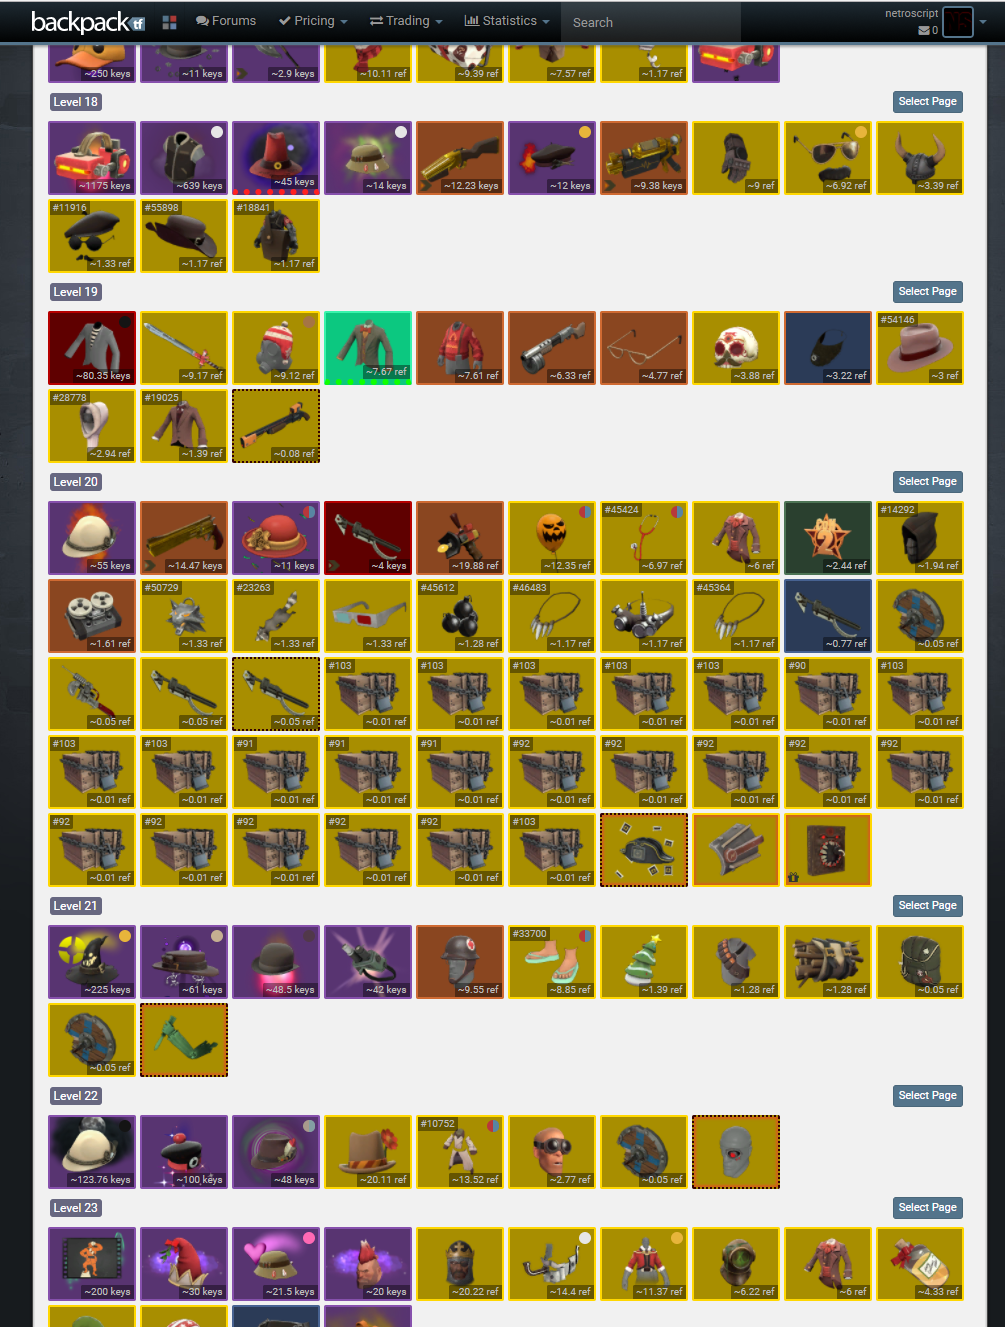 backpack.tf Forums Pricing Trading Statistics Search netroscript 0
~250 keys ~11 keys ~2.9 keys ~10.11 ref ~9.39 ref ~7.57 ref ~1.17 ref
Level 18 Select Page
~1175 keys ~639 keys ~45 keys ~14 keys ~12.23 keys ~12 keys ~9.38 keys ~9 ref ~6.92 ref ~3.39 ref
#11916 #55898 #18841
~1.33 ref ~1.17 ref ~1.17 ref
Level 19 Select Page
#54146
~80.35 keys ~9.17 ref ~9.12 ref ~7.67 ref ~7.61 ref ~6.33 ref ~4.77 ref ~3.88 ref ~3.22 ref ~3 ref
#28778 #19025
~2.94 ref ~1.39 ref ~0.08 ref
Level 20 Select Page
#45424 #14292
~55 keys ~14.47 keys ~11 keys ~4 keys ~19.88 ref ~12.35 ref ~6.97 ref ~6 ref ~2.44 ref ~1.94 ref
#50729 #23263 #45612 #46483 #45364
~1.61 ref ~1.33 ref ~1.33 ref ~1.33 ref ~1.28 ref ~1.17 ref ~1.17 ref ~1.17 ref ~0.77 ref ~0.05 ref
#103 #103 #103 #103 #103 #90 #103
~0.05 ref ~0.05 ref ~0.05 ref ~0.01 ref ~0.01 ref ~0.01 ref ~0.01 ref ~0.01 ref ~0.01 ref ~0.01 ref
#103 #103 #91 #91 #91 #92 #92 #92 #92 #92
~0.01 ref ~0.01 ref ~0.01 ref ~0.01 ref ~0.01 ref ~0.01 ref ~0.01 ref ~0.01 ref ~0.01 ref ~0.01 ref
#92 #92 #92 #92 #92 #103
~0.01 ref ~0.01 ref ~0.01 ref ~0.01 ref ~0.01 ref ~0.01 ref
Level 21 Select Page
#33700
~225 keys ~61 keys ~48.5 keys ~42 keys ~9.55 ref ~8.85 ref ~1.39 ref ~1.28 ref ~1.28 ref ~0.05 ref
~0.05 ref
Level 22 Select Page
#10752
~123.76 keys ~100 keys ~48 keys ~20.11 ref ~13.52 ref ~2.77 ref ~0.05 ref
Level 23 Select Page
~200 keys ~30 keys ~21.5 keys ~20 keys ~20.22 ref ~14.4 ref ~11.37 ref ~6.22 ref ~6 ref ~4.33 ref